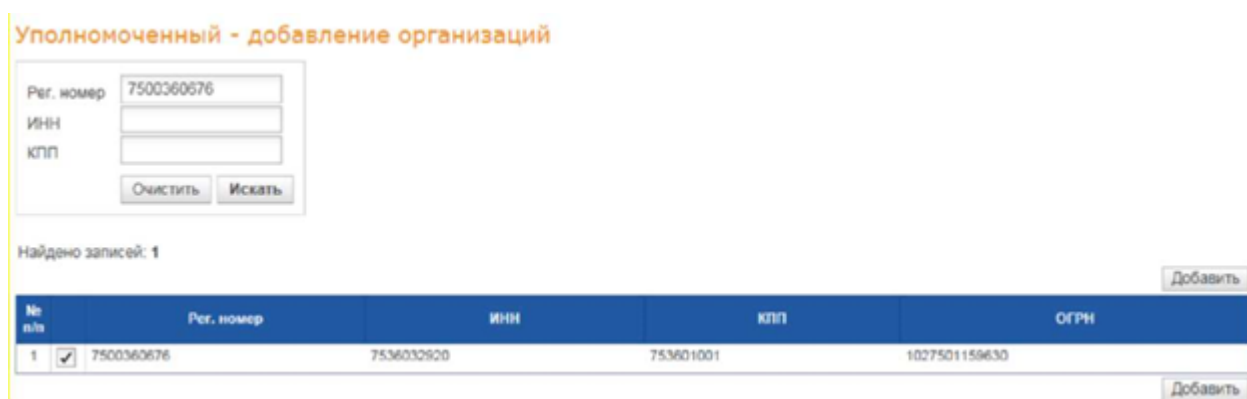 Уполномоченный - добавление организаций
Рег. номер 7500360676
ИНН
КПП
Очистить Искать
Найдено записей: 1
Добавить
№ п/п Рег. номер ИНН КПП ОГРН
1 7500360676 7536032920 753601001 1027501159630
Добавить